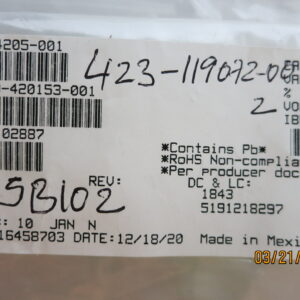 4205-001
423-119072-0
-420153-001
2
02887
*Contains Pb*
*RoHS Non-complia
*Per producer doc
DC & LC:
5B102 REV:
1843
5191218297
10 JAN N
16458703 DATE:12/18/20 Made in Mexi
03/21/